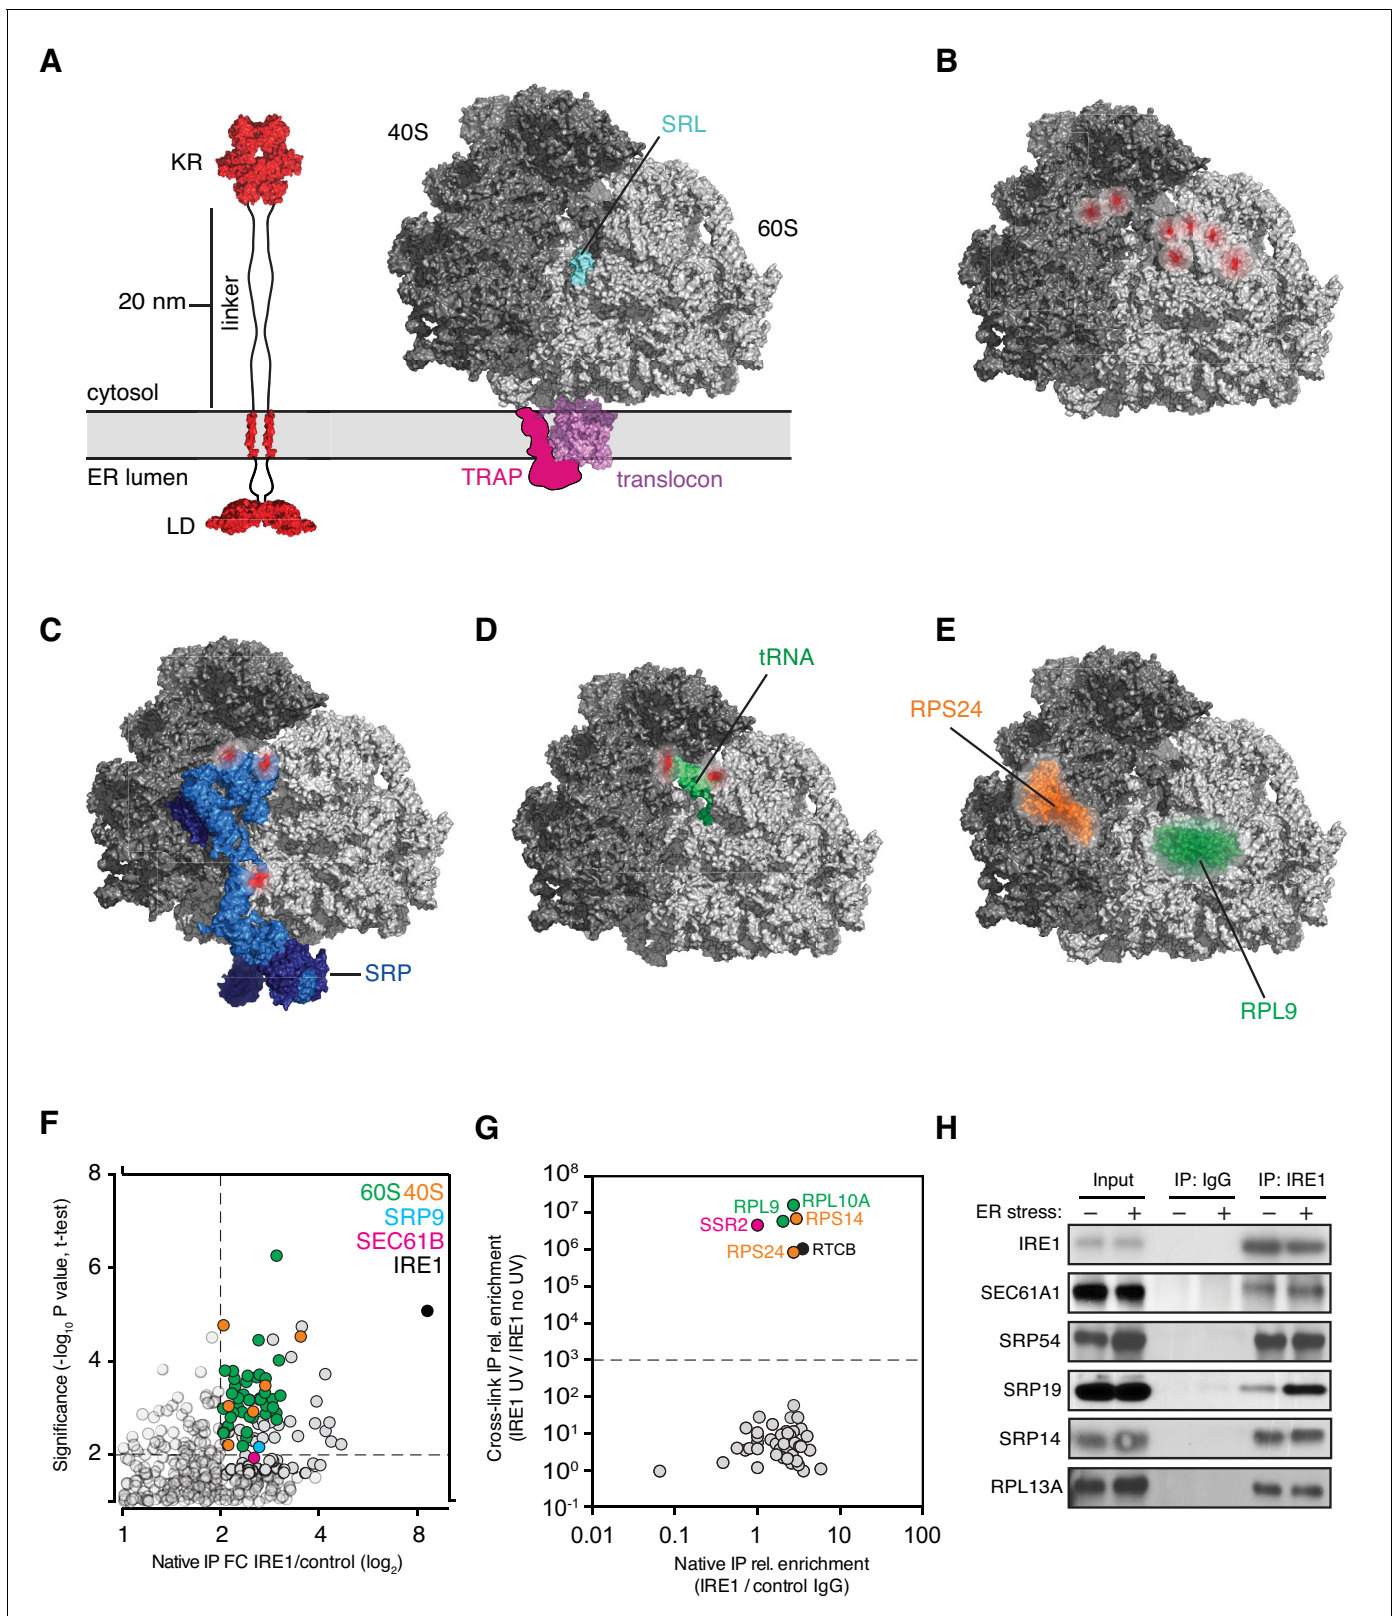 A
40S
SRL
KR
60S
20 nm
linker
cytosol
ER lumen
TRAP
translocon
LD
B
C
SRP
D
tRNA
E
RPS24
RPL9
F
8
6
4
2
Significance (-log10 P value, t-test)
60S 40S
SRP9
SEC61B
IRE1
1 2 4 8
Native IP FC IRE1/control (log2)
G
10^8
10^7
10^6
10^5
10^4
10^3
10^2
10^1
10^0
10^-1
Cross-link IP rel. enrichment
(IRE1 UV / IRE1 no UV)
RPL9 RPL10A
SSR2 RPS14
RPS24 RTCB
0.01 0.1 1 10 100
Native IP rel. enrichment
(IRE1 / control IgG)
H
Input IP: IgG IP: IRE1
ER stress: − + − + − +
IRE1
SEC61A1
SRP54
SRP19
SRP14
RPL13A